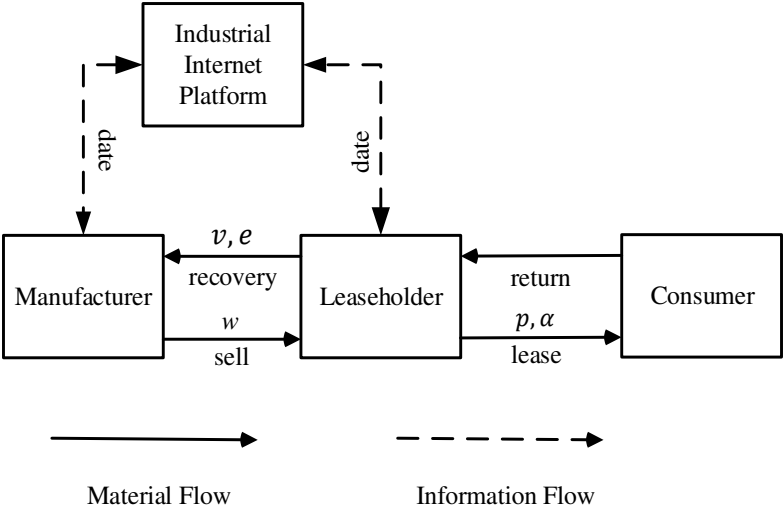 Industrial
Internet
Platform
date
date
Manufacturer
v, e
recovery
w
sell
Leaseholder
return
p, α
lease
Consumer
Material Flow
Information Flow